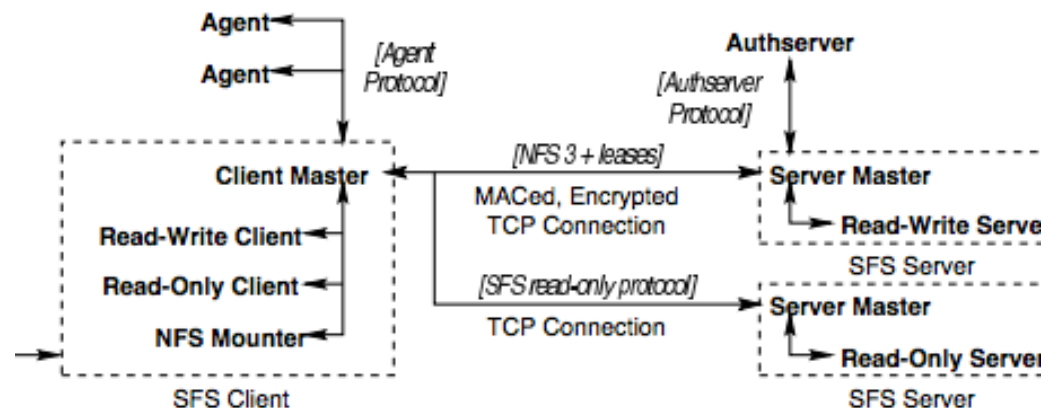 Agent
Agent
[Agent
Protocol]
Authserver
[Authserver
Protocol]
Client Master
Read-Write Client
Read-Only Client
NFS Mounter
SFS Client
[NFS 3 + leases]
MACed, Encrypted
TCP Connection
[SFS read-only protocol]
TCP Connection
Server Master
Read-Write Serve
SFS Server
Server Master
Read-Only Server
SFS Server